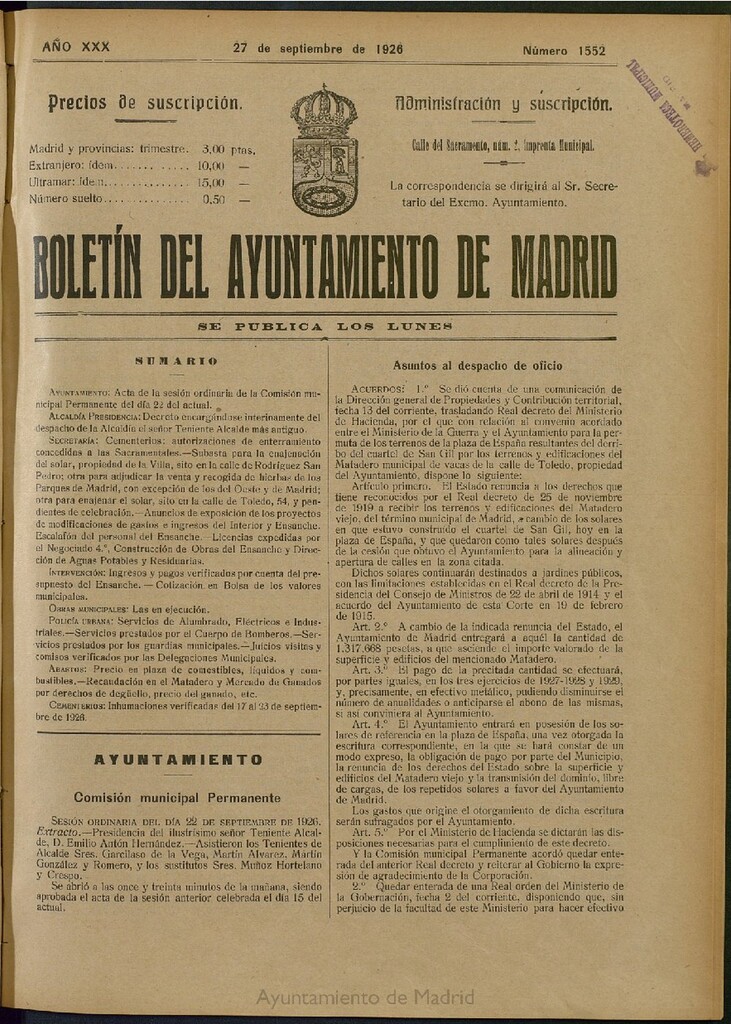 AÑO XXX
27 de septiembre de 1926
Número 1552
Precios de suscripción.
Madrid y provincias: trimestre. 3,00 ptas.
Extranjero: ídem............ 10,00 —
Ultramar: ídem.............. 15,00 —
Número suelto.............. 0,50 —
Administración y suscripción.
Calle del Sacramento, núm. Imprenta Municipal.
La correspondencia se dirigirá al Sr. Secre-
tario del Excmo. Ayuntamiento.
HEMEROTECA MUNICIPAL
BOLETÍN DEL AYUNTAMIENTO DE MADRID
SE PUBLICA LOS LUNES
SUMARIO
AYUNTAMIENTO: Acta de la sesión ordinaria de la Comisión mu-
nicipal Permanente del día 22 del actual.
ALCALDÍA PRESIDENCIA: Decreto encargándose interinamente del
despacho de la Alcaldía el señor Teniente Alcalde más antiguo.
SECRETARÍA: Cementerios: autorizaciones de enterramiento
concedidas a las Sacramentales.—Subasta para la enajenución
del solar, propiedad de la Villa, sito en la calle de Rodríguez San
Pedro; otra para adjudicar la venta y recogida de hierbas de los
Parques de Madrid, con excepción de los del Oeste y de Madrid;
otra para enajenar el solar, sito en la calle de Toledo, 54, y pen-
dientes de celebración.—Anuncios de exposición de los proyectos
de modificaciones de gastos e ingresos del Interior y Ensanche.
Escalafón del personal del Ensanche.—Licencias expedidas por
el Negociado 4.º, Construcción de Obras del Ensanche y Direc-
ción de Aguas Potables y Residuarias.
INTERVENCIÓN: Ingresos y pagos verificados por cuenta del pre-
supuesto del Ensanche.—Cotización en Bolsa de los valores
municipales.
OBRAS MUNICIPALES: Las en ejecución.
POLICÍA URBANA: Servicios de Alumbrado, Eléctricos e Indus-
triales.—Servicios prestados por el Cuerpo de Bomberos.—Ser-
vicios prestados por los guardias municipales.—Juicios, visitas y
comisos verificados por las Delegaciones Municipales.
ABASTOS: Precio en plaza de comestibles, líquidos y com-
bustibles.—Recaudación en el Matadero y Mercado de Ganados
por derechos de degüello, precio del ganado, etc.
CEMENTERIOS: Inhumaciones verificadas del 17 al 23 de septiem-
bre de 1926.
AYUNTAMIENTO
Comisión municipal Permanente
SESIÓN ORDINARIA DEL DÍA 22 DE SEPTIEMBRE DE 1926.
Extracto.—Presidencia del ilustrísimo señor Teniente Alcal-
de, D. Emilio Antón Hernández.—Asistieron los Tenientes de
Alcalde Sres. Garcilaso de la Vega, Martín Alvarez, Martín
González y Romero, y los sustitutos Sres. Muñoz Hortelano
y Crespo.
Se abrió a las once y treinta minutos de la mañana, siendo
aprobada el acta de la sesión anterior celebrada el día 15 del
actual.
Asuntos al despacho de oficio
ACUERDOS: 1.º Se dió cuenta de una comunicación de
la Dirección general de Propiedades y Contribución territorial,
fecha 13 del corriente, trasladando Real decreto del Ministerio
de Hacienda, por el que con relación al convenio acordado
entre el Ministerio de la Guerra y el Ayuntamiento para la per-
muta de los terrenos de la plaza de España resultantes del derri-
bo del cuartel de San Gil por los terrenos y edificaciones del
Matadero municipal de vacas de la calle de Toledo, propiedad
del Ayuntamiento, dispone lo siguiente:
Artículo primero. El Estado renuncia a los derechos que
tiene reconocidos por el Real decreto de 25 de noviembre
de 1919 a recibir los terrenos y edificaciones del Matadero
viejo, del término municipal de Madrid, a cambio de los solares
en que estuvo construído el cuartel de San Gil, hoy en la
plaza de España, y que quedaron como tales solares después
de la cesión que obtuvo el Ayuntamiento para la alineación y
apertura de calles en la zona citada.
Dichos solares continuarán destinados a jardines públicos,
con las limitaciones establecidas en el Real decreto de la Pre-
sidencia del Consejo de Ministros de 22 de abril de 1914 y el
acuerdo del Ayuntamiento de esta Corte en 19 de febrero
de 1915.
Art. 2.º A cambio de la indicada renuncia del Estado, el
Ayuntamiento de Madrid entregará a aquél la cantidad de
1.317.668 pesetas, a que asciende el importe valorado de la
superficie y edificios del mencionado Matadero.
Art. 3.º El pago de la precitada cantidad se efectuará,
por partes iguales, en los tres ejercicios de 1927-1928 y 1929,
y, precisamente, en efectivo metálico, pudiendo disminuirse el
número de anualidades o anticiparse el abono de las mismas,
si así conviniera al Ayuntamiento.
Art. 4.º El Ayuntamiento entrará en posesión de los so-
lares de referencia en la plaza de España, una vez otorgada la
escritura correspondiente, en la que se hará constar de un
modo expreso, la obligación de pago por parte del Municipio,
la renuncia de los derechos del Estado sobre la superficie y
edificios del Matadero viejo y la transmisión del dominio, libre
de cargas, de los repetidos solares a favor del Ayuntamiento
de Madrid.
Los gastos que origine el otorgamiento de dicha escritura
serán sufragados por el Ayuntamiento.
Art. 5.º Por el Ministerio de Hacienda se dictarán las dis-
posiciones necesarias para el cumplimiento de este decreto.
Y la Comisión municipal Permanente acordó quedar ente-
rada del anterior Real decreto y reiterar al Gobierno la expre-
sión de agradecimiento de la Corporación.
2.º Quedar enterada de una Real orden del Ministerio de
la Gobernación, fecha 2 del corriente, disponiendo que, sin
perjuicio de la facultad de este Ministerio para hacer efectivo
Ayuntamiento de Madrid